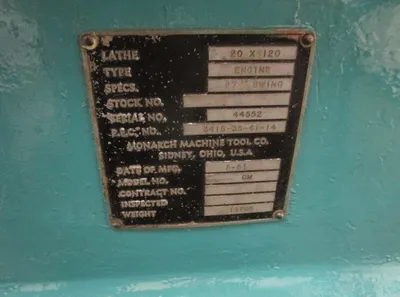 LATHE 20 X 120
TYPE ENGINE
SPECS. SWING
STOCK NO.
SERIAL NO. 44552
P.E.C. NO.
MONARCH MACHINE TOOL CO.
SIDNEY, OHIO, U.S.A.
DATE OF MFG.
MODEL NO.
CONTRACT NO.
INSPECTED
WEIGHT